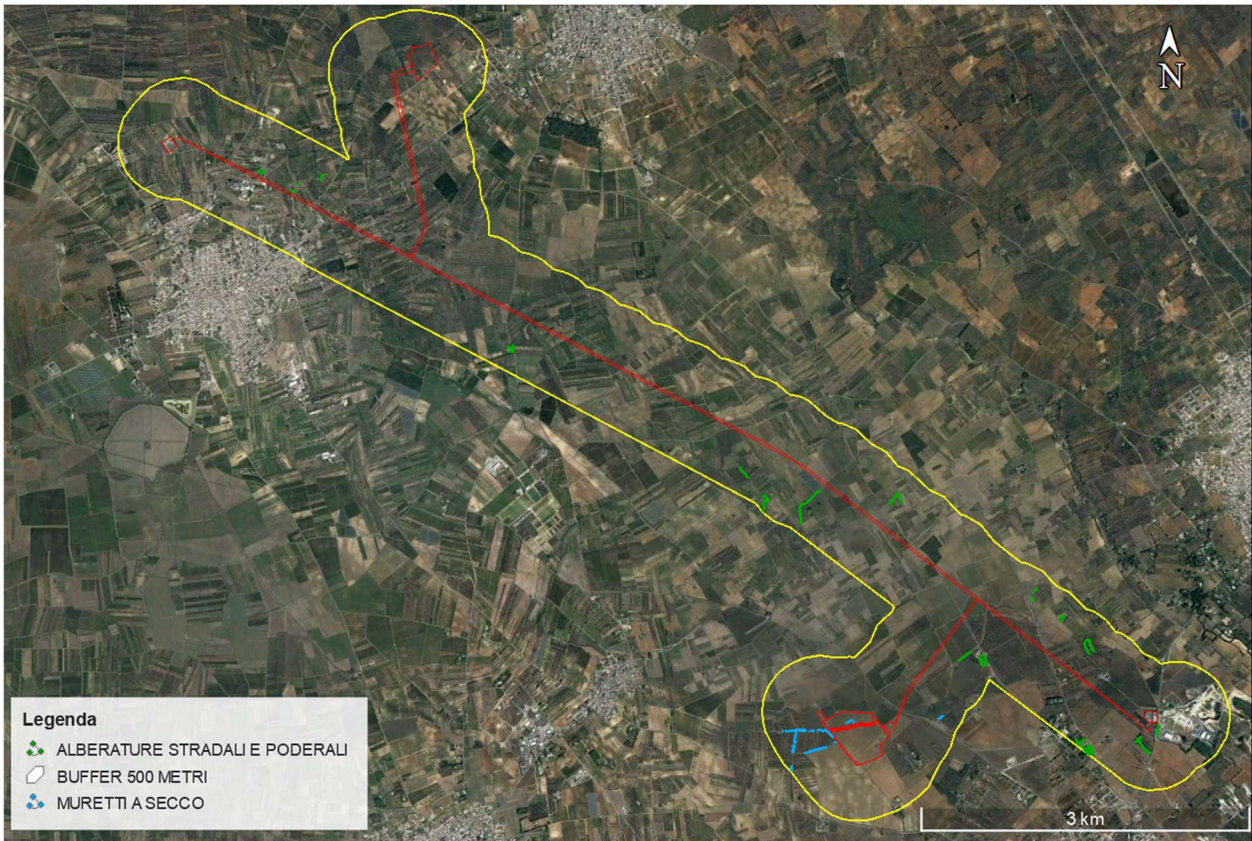 N
Legenda
ALBERATURE STRADALI E PODERALI
BUFFER 500 METRI
MURETTI A SECCO
3 km